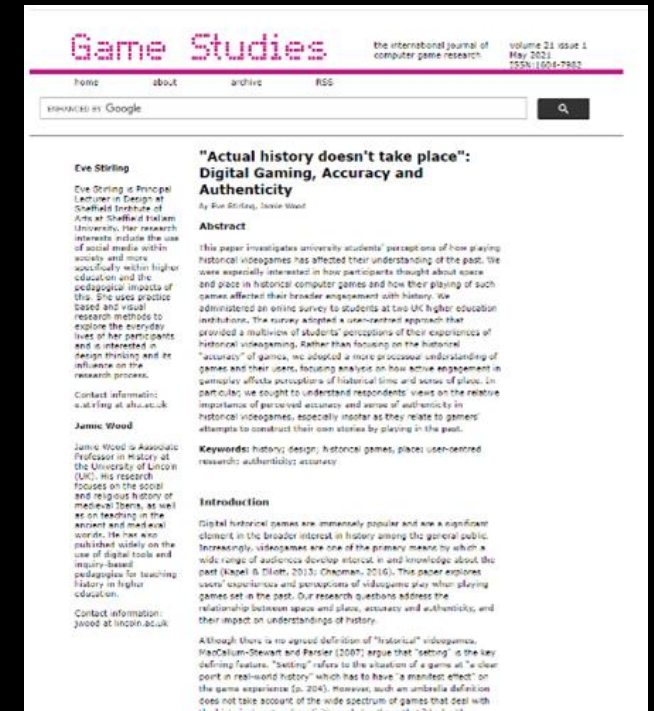 Game Studies
the international journal of
computer game research
volume 21 issue 1
May 2021
ISSN:1604-7982
home about archive RSS
ENHANCED BY Google
Eve Stirling
Eve Stirling is Principal
Lecturer in Design at
Sheffield Institute of
Arts at Sheffield Hallam
University. Her research
interests include the use
of social media within
society and more
specifically within higher
education and the
pedagogical impacts of
this. She uses practice
based and visual
research methods to
explore the everyday
lives of her participants
and is interested in
design thinking and its
influence on the
research process.
Contact information:
e.stirling at shu.ac.uk
Jamie Wood
Jamie Wood is Associate
Professor in History at
the University of Lincoln
(UK). His research
focuses on the social
and religious history of
medieval Iberia, as well
as on teaching in the
ancient and medieval
worlds. He has also
published widely on the
use of digital tools and
inquiry-based
pedagogies for teaching
history in higher
education.
Contact information:
jwood at lincoln.ac.uk
"Actual history doesn't take place":
Digital Gaming, Accuracy and
Authenticity
by Eve Stirling, Jamie Wood
Abstract
This paper investigates university students' perceptions of how playing
historical videogames has affected their understanding of the past. We
were especially interested in how participants thought about space
and place in historical computer games and how their playing of such
games affected their broader engagement with history. We
administered an online survey to students at two UK higher education
institutions. The survey adopted a user-centred approach that
provided a multiview of students' perceptions of their experiences of
historical videogaming. Rather than focusing on the historical
"accuracy" of games, we adopted a more processual understanding of
games and their users, focusing analysis on how active engagement in
gameplay affects perceptions of historical time and sense of place. In
particular, we sought to understand respondents' views on the relative
importance of perceived accuracy and sense of authenticity in
historical videogames, especially insofar as they relate to gamers'
attempts to construct their own stories by playing in the past.
Keywords: history; design; historical games, place; user-centred
research; authenticity; accuracy
Introduction
Digital historical games are immensely popular and are a significant
element in the broader interest in history among the general public.
Increasingly, videogames are one of the primary means by which a
wide range of audiences develop interest in and knowledge about the
past (Kapell & Elliott, 2013; Chapman, 2016). This paper explores
users' experiences and perceptions of videogame play when playing
games set in the past. Our research questions address the
relationship between space and place, accuracy and authenticity, and
their impact on understandings of history.
Although there is no agreed definition of "historical" videogames,
MacCallum-Stewart and Parsler (2007) argue that "setting" is the key
defining feature. "Setting" refers to the situation of a game at "a clear
point in real-world history" which has to have "a manifest effect" on
the game experience (p. 204). However, such an umbrella definition
does not take account of the wide spectrum of games that deal with